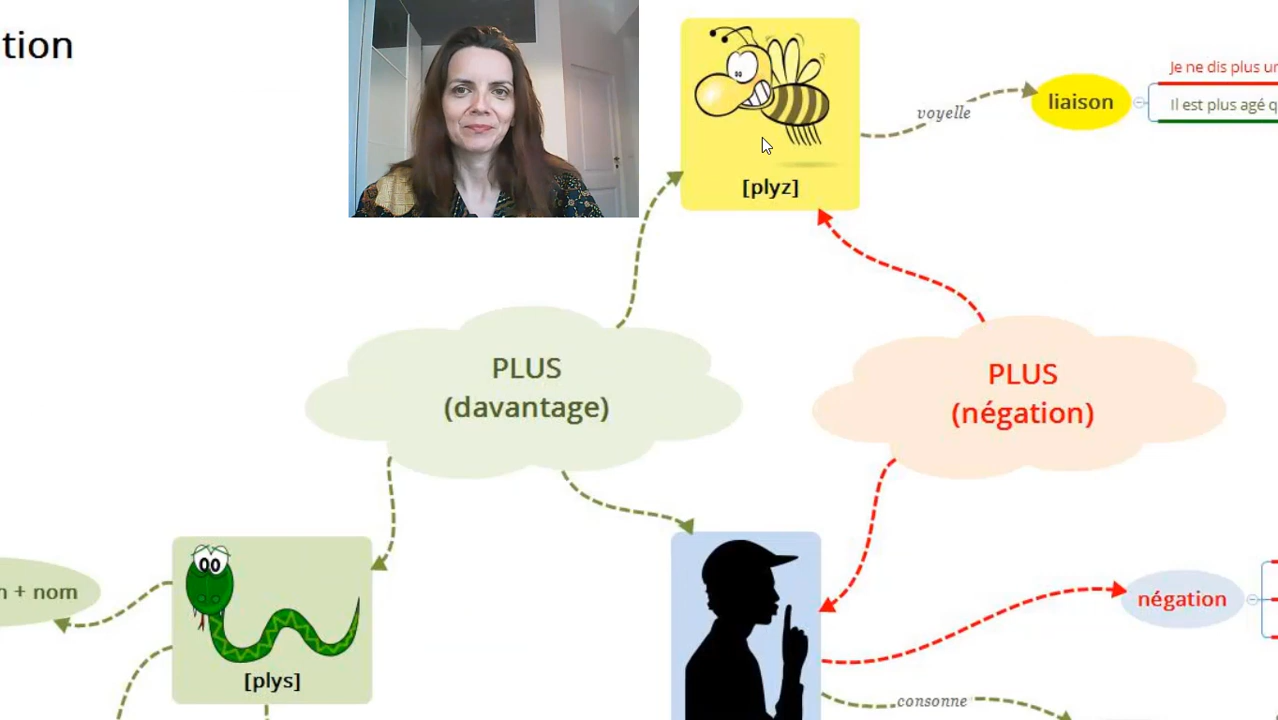 tion
[plyz]
voyelle
liaison
Je ne dis plus un
Il est plus agé q
PLUS
(davantage)
PLUS
(négation)
+ nom
[plys]
négation
consonne